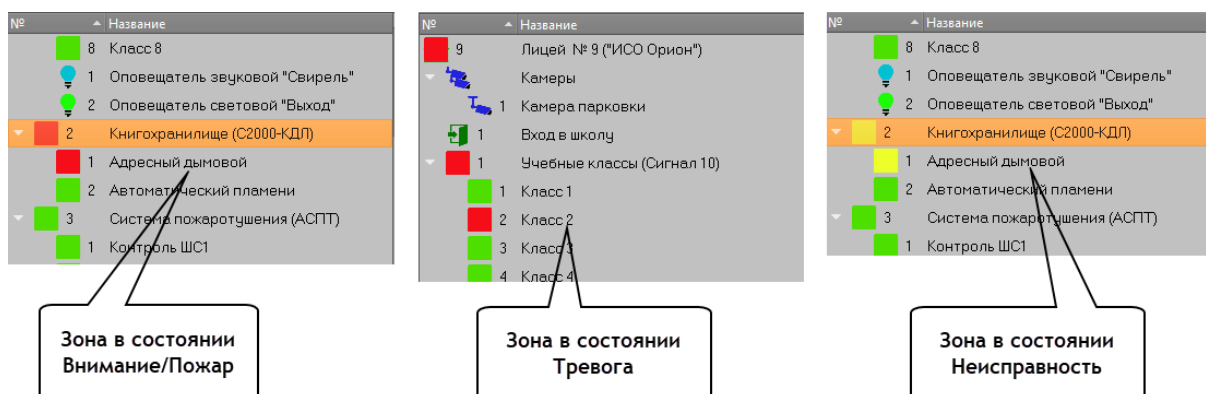 № Название
8 Класс 8
1 Оповещатель звуковой "Свирель"
2 Оповещатель световой "Выход"
2 Книгохранилище (С2000-КДЛ)
1 Адресный дымовой
2 Автоматический пламени
3 Система пожаротушения (АСПТ)
1 Контроль ШС1
Зона в состоянии
Внимание/Пожар
№ Название
9 Лицей № 9 ("ИСО Орион")
Камеры
1 Камера парковки
1 Вход в школу
1 Учебные классы (Сигнал 10)
1 Класс 1
2 Класс 2
3 Класс 3
4 Класс 4
Зона в состоянии
Тревога
№ Название
8 Класс 8
1 Оповещатель звуковой "Свирель"
2 Оповещатель световой "Выход"
2 Книгохранилище (С2000-КДЛ)
1 Адресный дымовой
2 Автоматический пламени
3 Система пожаротушения (АСПТ)
1 Контроль ШС1
Зона в состоянии
Неисправность